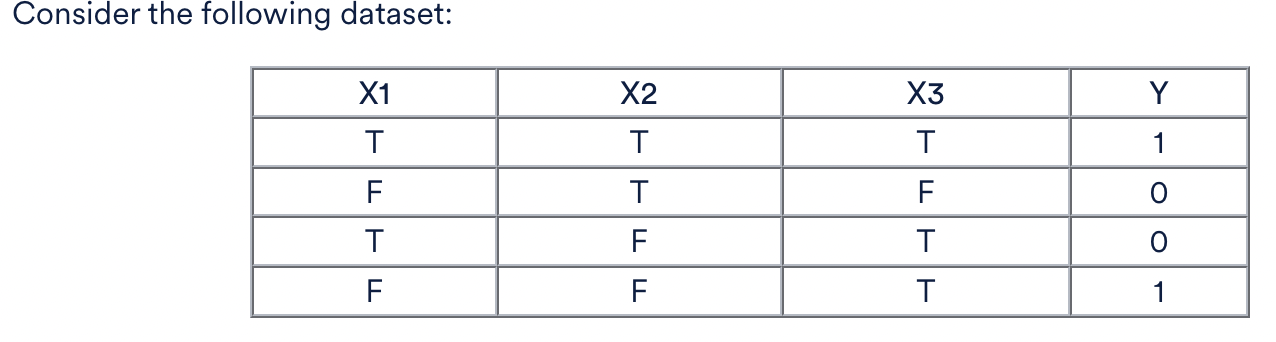 Consider the following dataset:
X1 X2 X3 Y
T T T 1
F T F 0
T F T 0
F F T 1